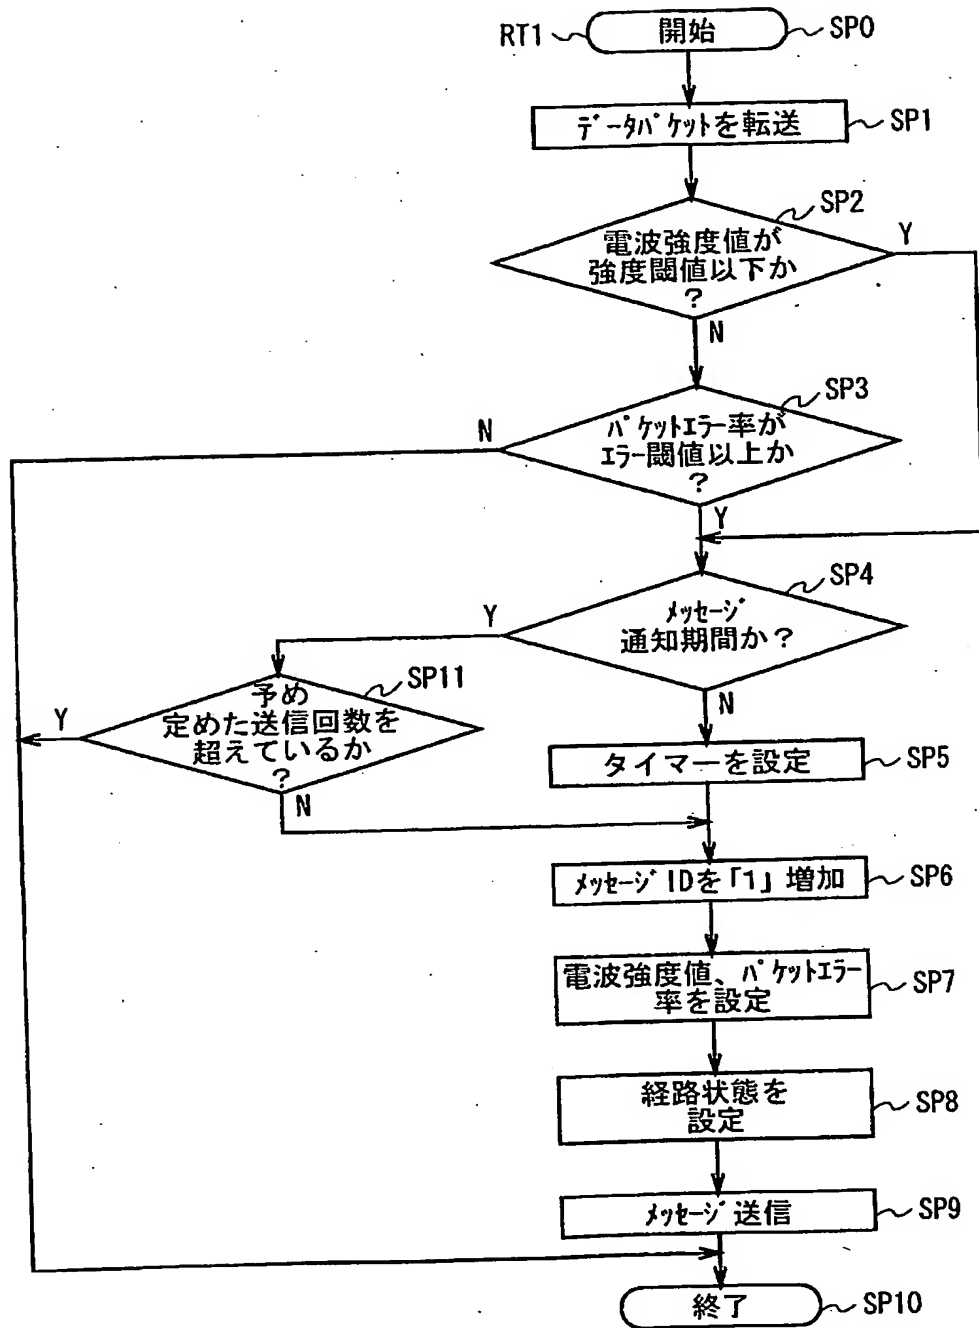 RT1
開始
SP0
データパケットを転送
SP1
SP2
電波強度値が
強度閾値以下か
?
Y
N
SP3
パケットエラー率が
エラー閾値以上か
?
N
Y
SP4
メッセージ
通知期間か?
Y
N
SP11
予め
定めた送信回数を
超えているか
?
Y
N
タイマーを設定
SP5
メッセージIDを「1」増加
SP6
電波強度値、パケットエラー
率を設定
SP7
経路状態を
設定
SP8
メッセージ送信
SP9
終了
SP10